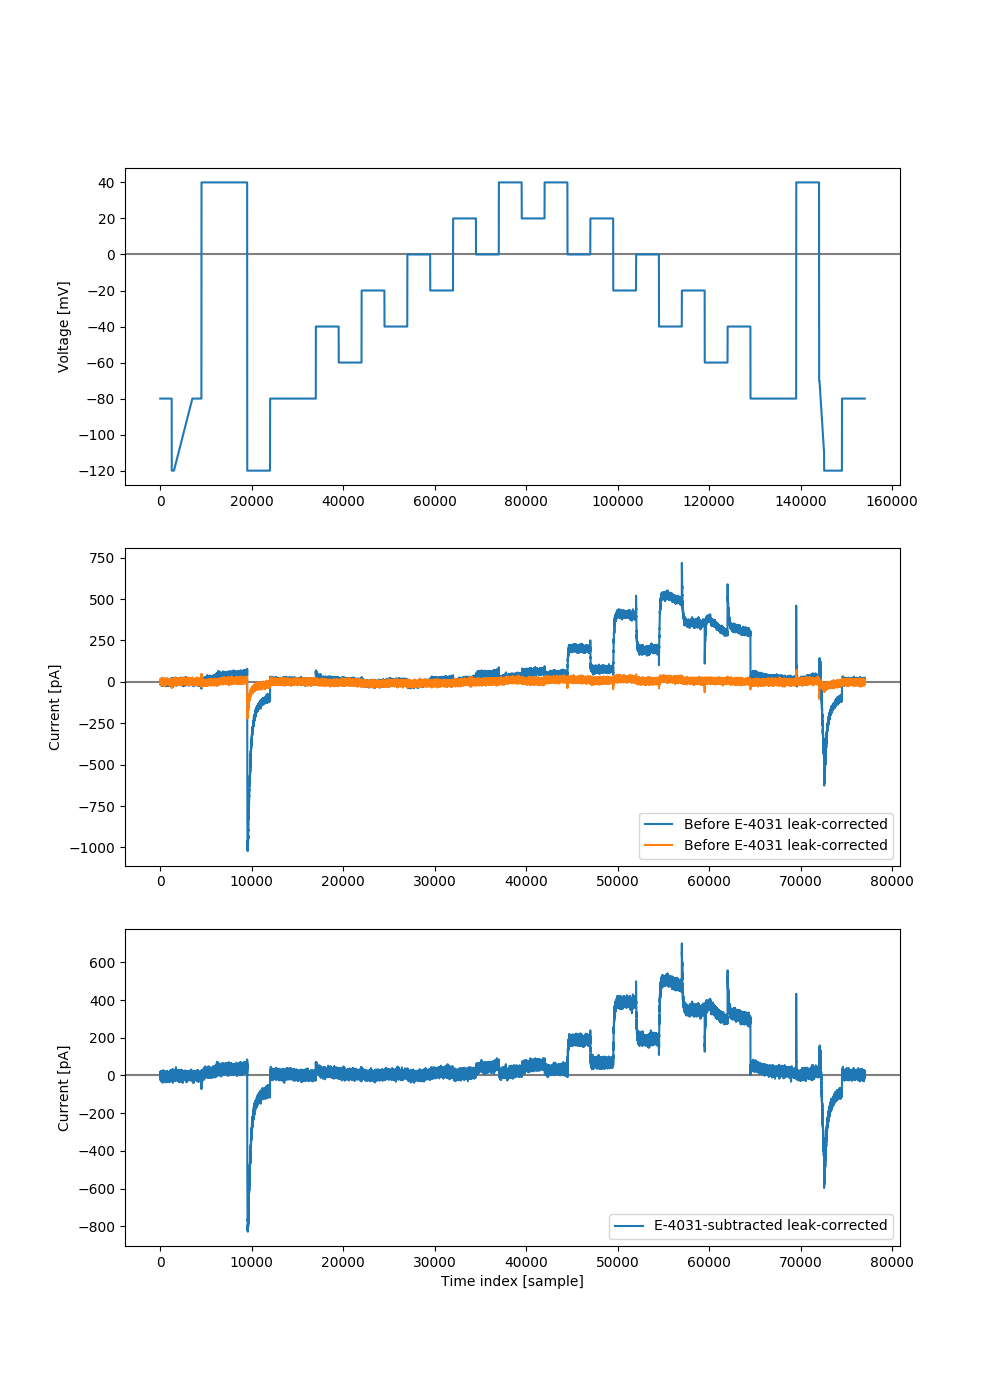 40
20
0
−20
−40
−60
−80
−100
−120
Voltage [mV]
0 20000 40000 60000 80000 100000 120000 140000 160000
750
500
250
0
−250
−500
−750
−1000
Current [pA]
Before E-4031 leak-corrected
Before E-4031 leak-corrected
0 10000 20000 30000 40000 50000 60000 70000 80000
600
400
200
0
−200
−400
−600
−800
Current [pA]
E-4031-subtracted leak-corrected
0 10000 20000 30000 40000 50000 60000 70000 80000
Time index [sample]